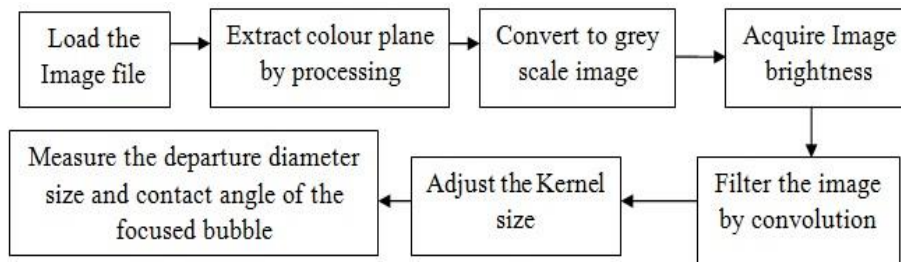 Load the
Image file
Extract colour plane
by processing
Convert to grey
scale image
Acquire Image
brightness
Filter the image
by convolution
Adjust the Kernel
size
Measure the departure diameter
size and contact angle of the
focused bubble